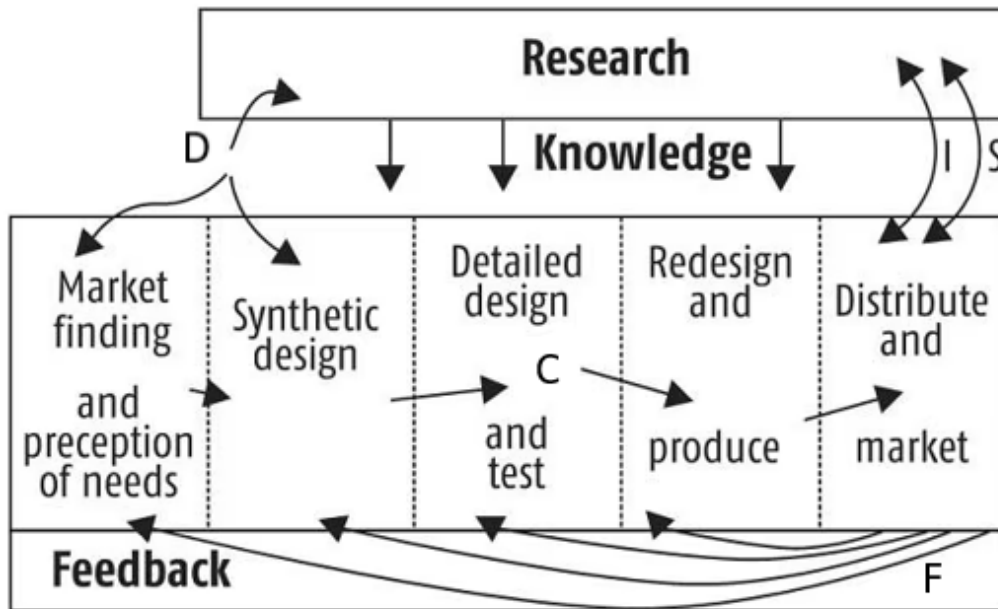 Research
D
Knowledge
I
S
Market
finding
and
preception
of needs
Synthetic
design
Detailed
design
C
and
test
Redesign
and
produce
Distribute
and
market
Feedback
F